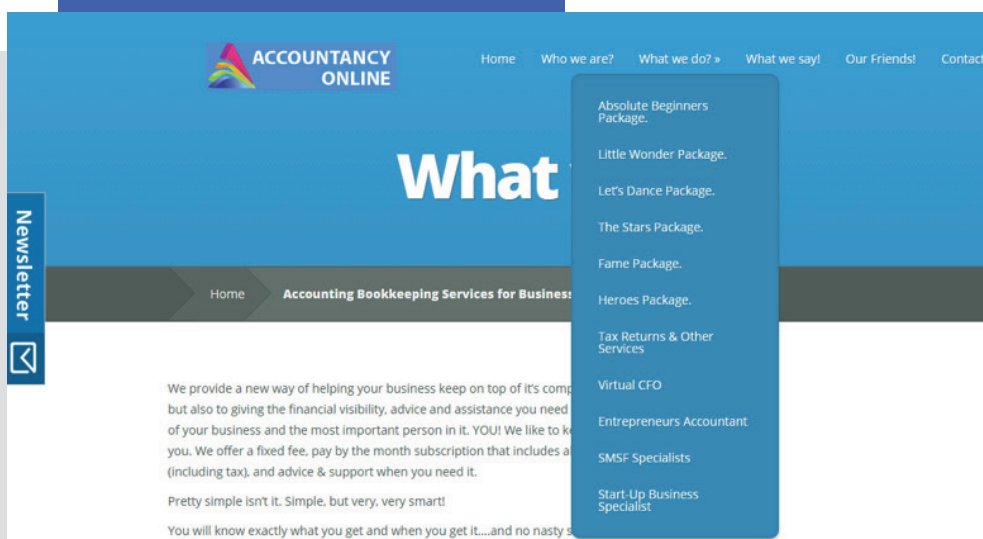 ACCOUNTANCY
ONLINE
Home Who we are? What we do? » What we say! Our Friends! Contact
Absolute Beginners
Package.
Little Wonder Package.
Let's Dance Package.
The Stars Package.
Fame Package.
Heroes Package.
Tax Returns & Other
Services
Virtual CFO
Entrepreneurs Accountant
SMSF Specialists
Start-Up Business
Specialist
What
Newsletter
Home Accounting Bookkeeping Services for Business
We provide a new way of helping your business keep on top of it's
but also to giving the financial visibility, advice and assistance you need
of your business and the most important person in it. YOU! We like to
you. We offer a fixed fee, pay by the month subscription that includes
(including tax), and advice & support when you need it.
Pretty simple isn't it. Simple, but very, very smart!
You will know exactly what you get and when you get it....and no nasty